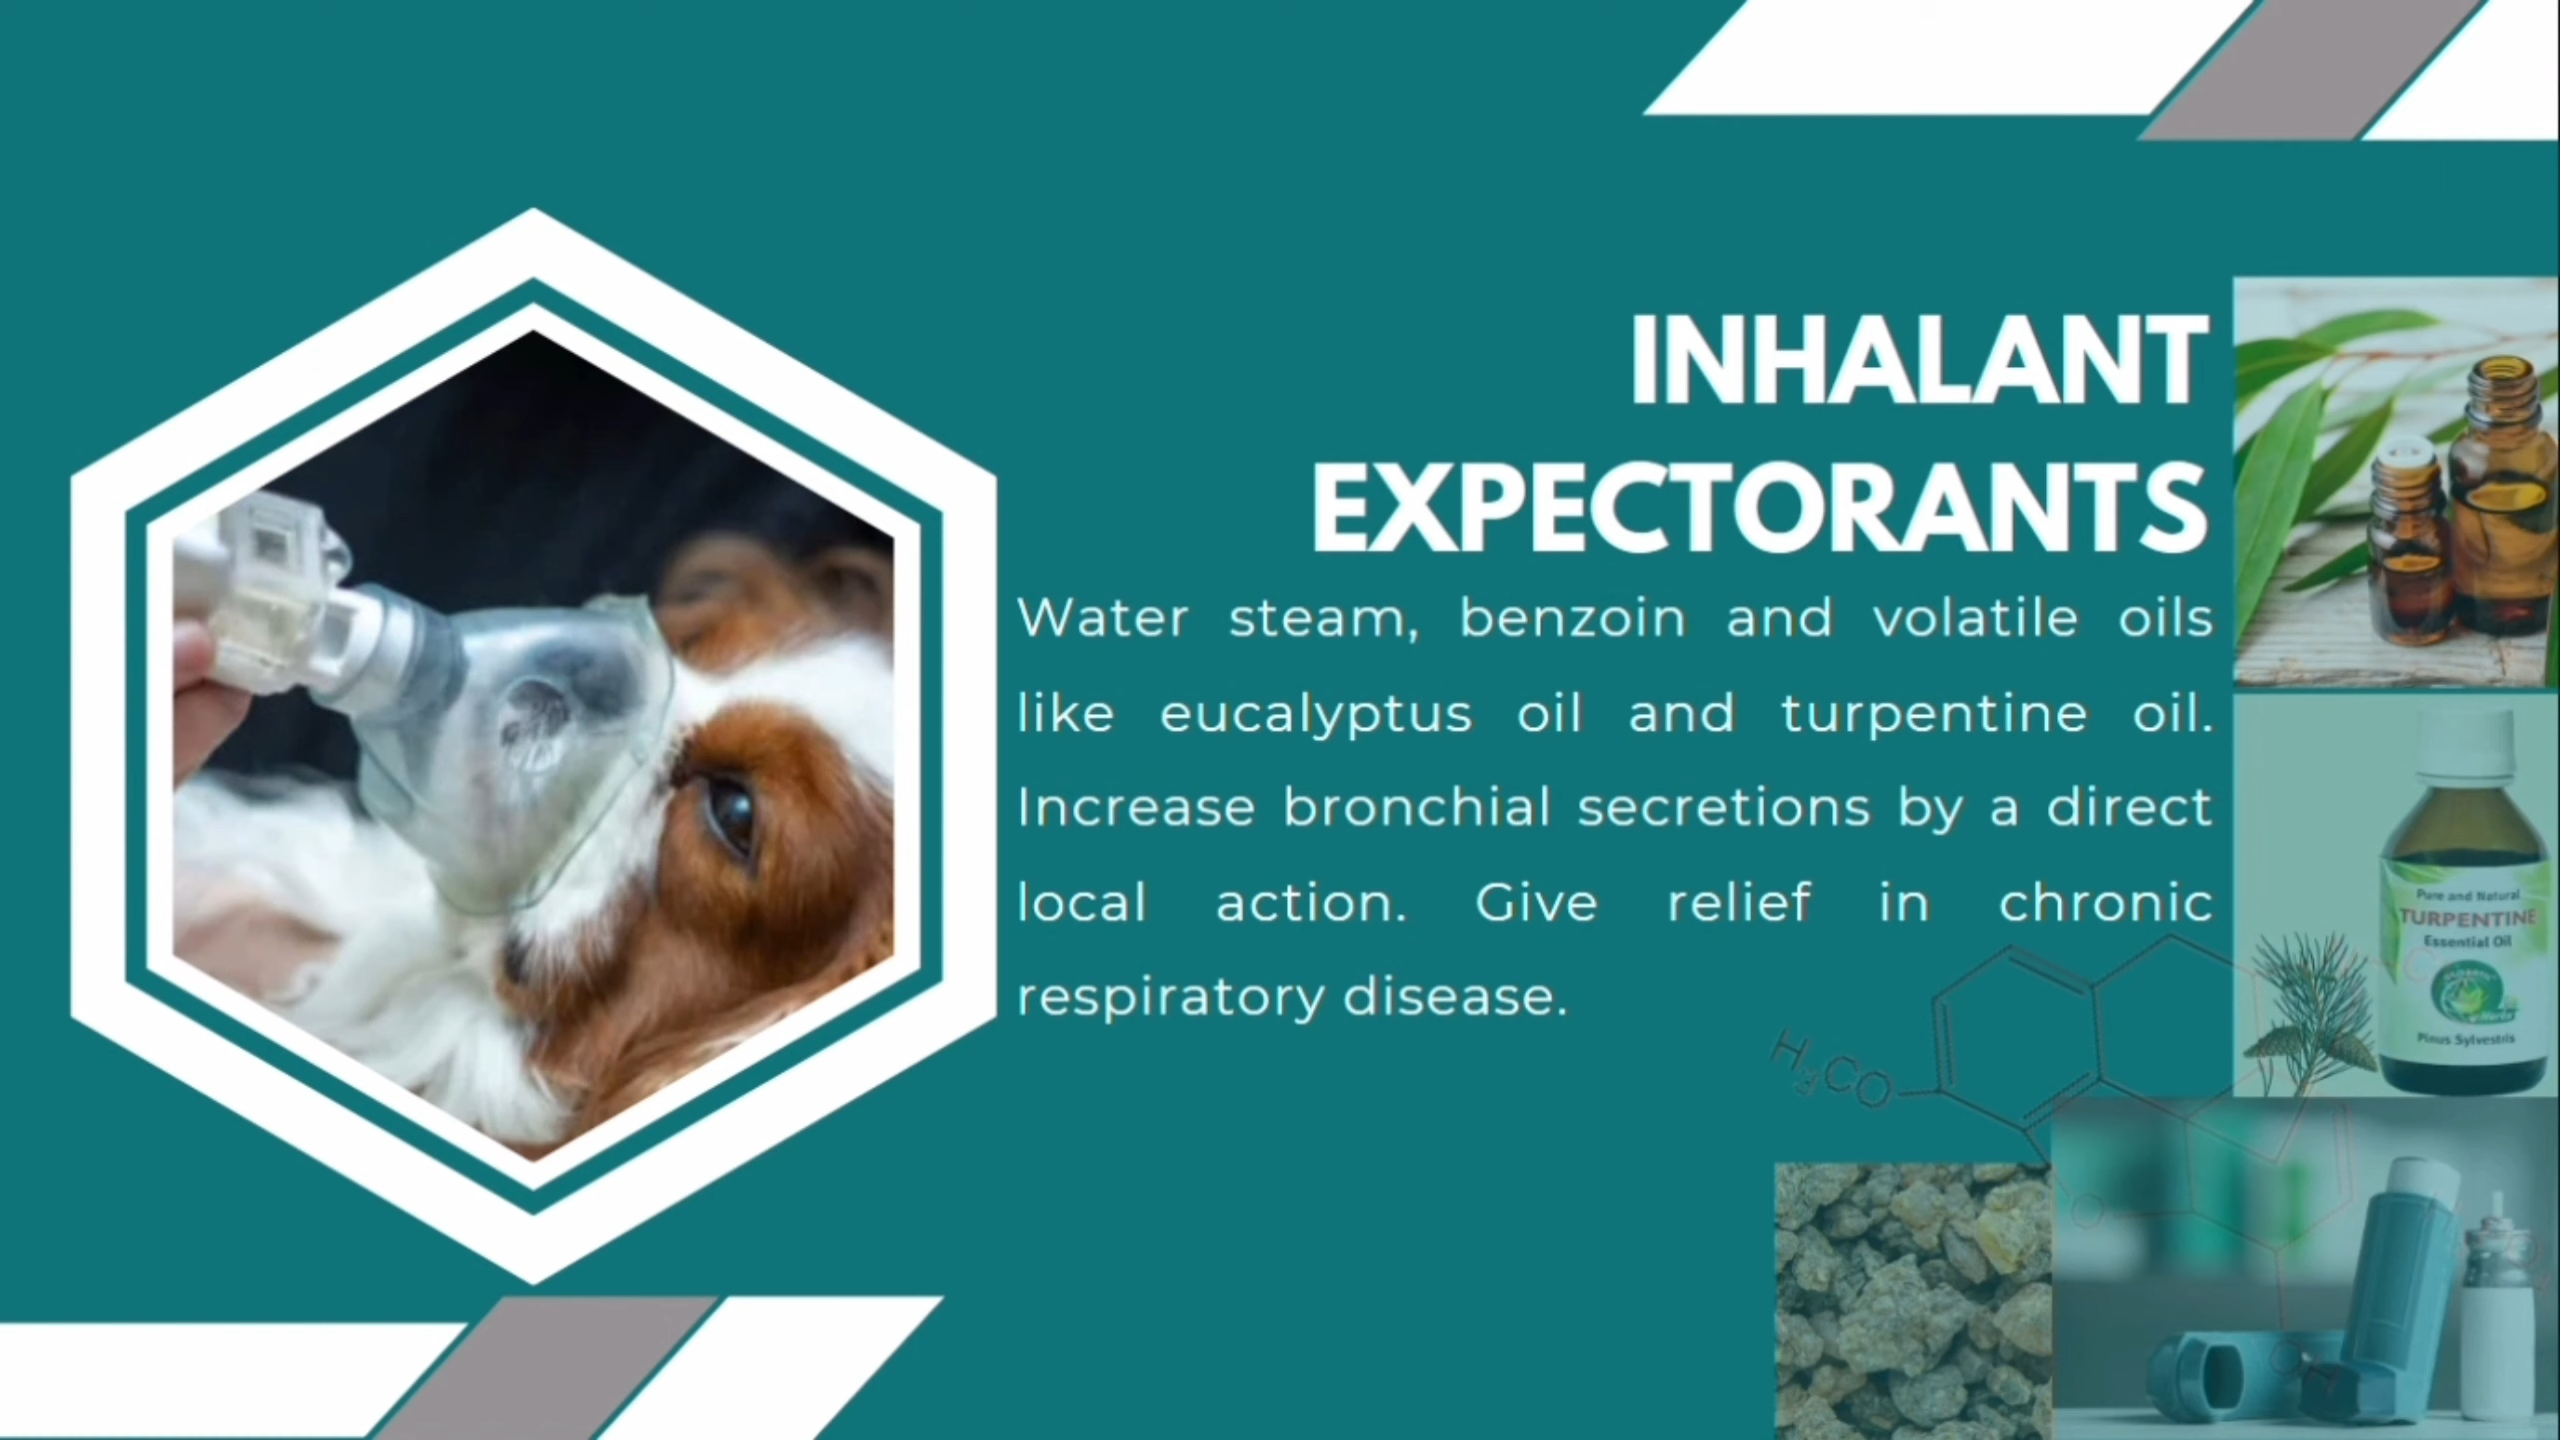 INHALANT
EXPECTORANTS
Water steam, benzoin and volatile oils
like eucalyptus oil and turpentine oil.
Increase bronchial secretions by a direct
local action. Give relief in chronic
respiratory disease.
Pure and Natural
TURPENTINE
Essential Oil
Pinus Sylvestris
H₃CO